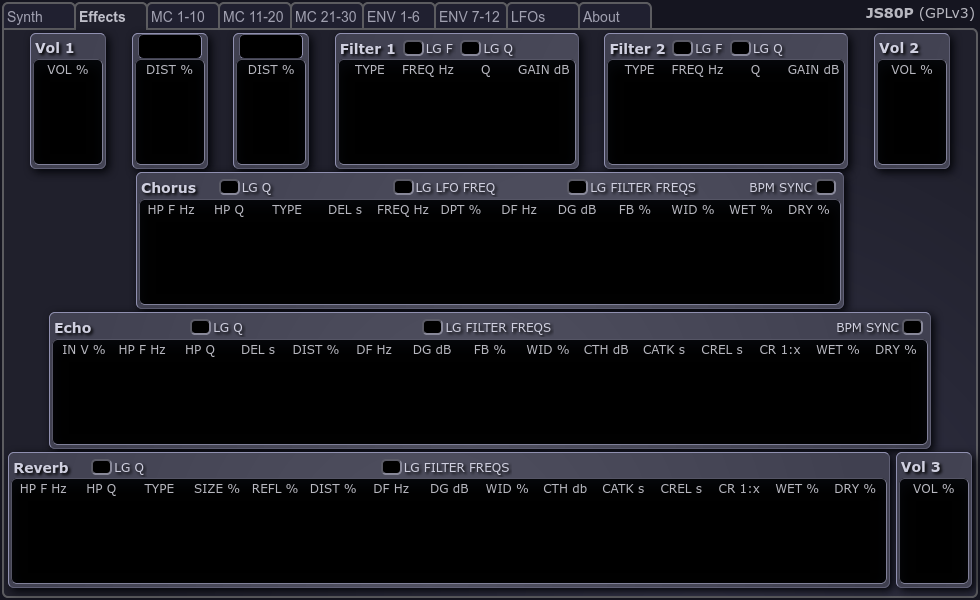 Synth Effects MC 1-10 MC 11-20 MC 21-30 ENV 1-6 ENV 7-12 LFOs About JS80P (GPLv3)
Vol 1 Filter 1 LG F LG Q Filter 2 LG F LG Q Vol 2
VOL % DIST % DIST % TYPE FREQ Hz Q GAIN dB TYPE FREQ Hz Q GAIN dB VOL %
Chorus LG Q LG LFO FREQ LG FILTER FREQS BPM SYNC
HP F Hz HP Q TYPE DEL s FREQ Hz DPT % DF Hz DG dB FB % WID % WET % DRY %
Echo LG Q LG FILTER FREQS BPM SYNC
IN V % HP F Hz HP Q DEL s DIST % DF Hz DG dB FB % WID % CTH dB CATK s CREL s CR 1:x WET % DRY %
Reverb LG Q LG FILTER FREQS Vol 3
HP F Hz HP Q TYPE SIZE % REFL % DIST % DF Hz DG dB WID % CTH db CATK s CREL s CR 1:x WET % DRY % VOL %